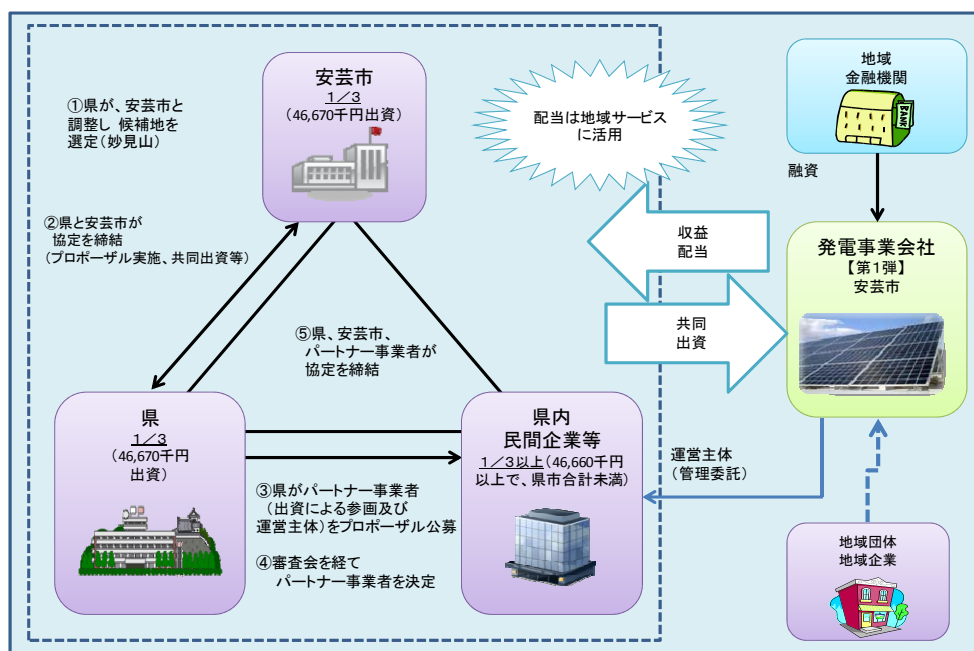 ①県が、安芸市と
調整し 候補地を
選定(妙見山)
安芸市
1/3
(46,670千円出資)
配当は地域サービス
に活用
地域
金融機関
BANK
融資
②県と安芸市が
協定を締結
(プロポーザル実施、共同出資等)
収益
配当
発電事業会社
【第1弾】
安芸市
共同
出資
⑤県、安芸市、
パートナー事業者が
協定を締結
県
1/3
(46,670千円
出資)
県内
民間企業等
1/3以上(46,660千円
以上で、県市合計未満)
運営主体
(管理委託)
③県がパートナー事業者
(出資による参画及び
運営主体)をプロポーザル公募
④審査会を経て
パートナー事業者を決定
地域団体
地域企業